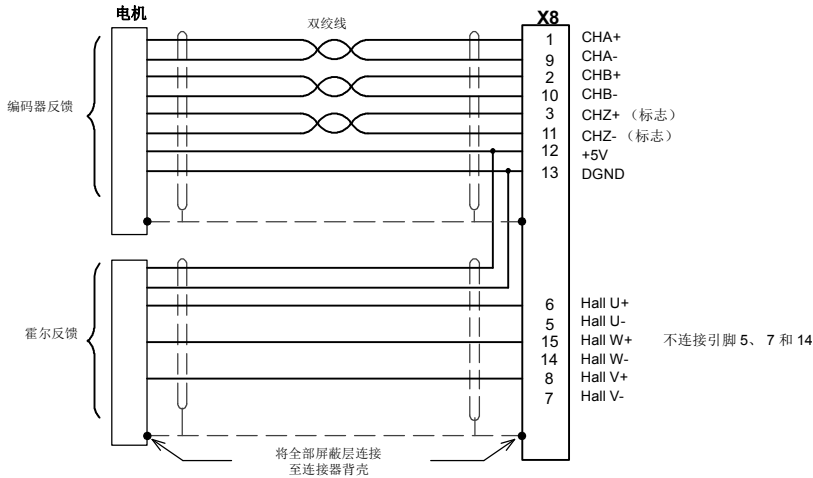 电机
X8
双绞线
1 CHA+
9 CHA-
2 CHB+
10 CHB-
3 CHZ+ （标志）
11 CHZ- （标志）
12 +5V
13 DGND
编码器反馈
6 Hall U+
5 Hall U-
15 Hall W+
14 Hall W-
8 Hall V+
7 Hall V-
霍尔反馈
不连接引脚 5、 7 和 14
将全部屏蔽层连接
至连接器背壳